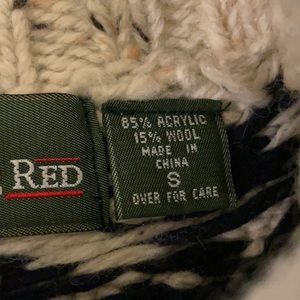 RED
85% ACRYLIC
15% WOOL
MADE IN
CHINA
S
OVER FOR CARE